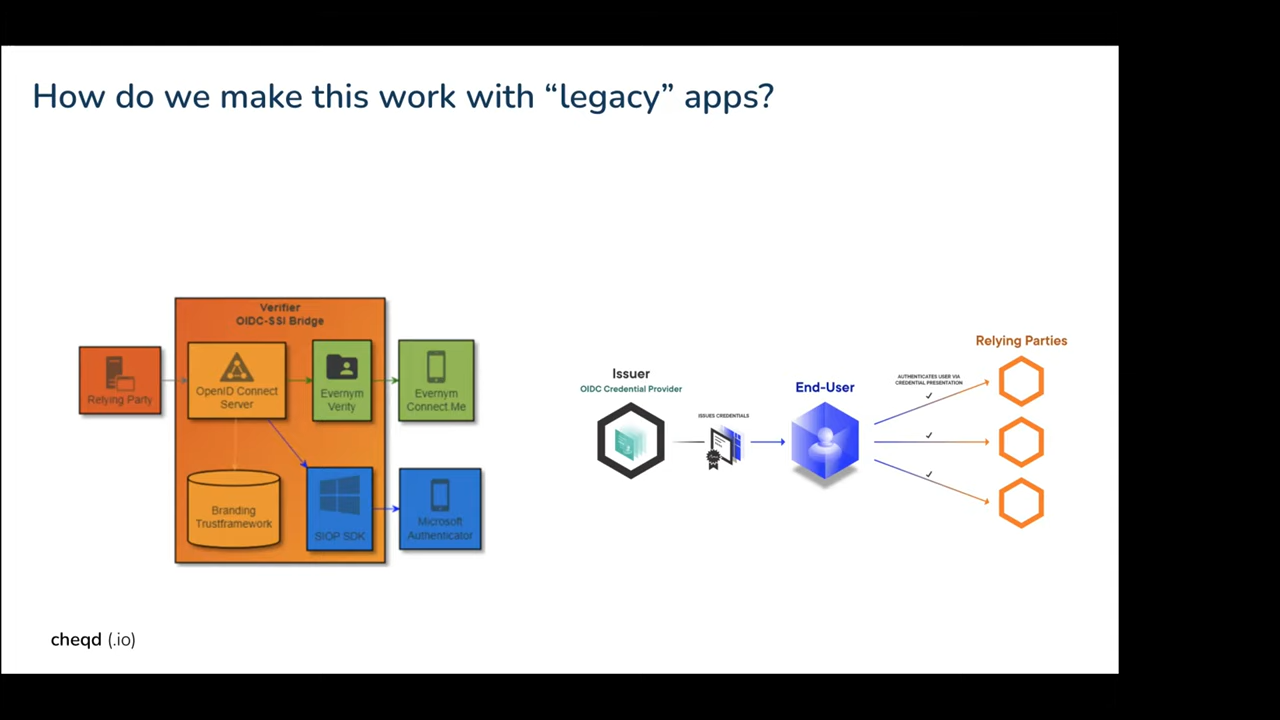 How do we make this work with “legacy” apps?
Verifier
OIDC-SSI Bridge
Relying Party
OpenID Connect
Server
Evernym
Verity
Evernym
Connect.Me
Branding
Trustframework
SIOP SDK
Microsoft
Authenticator
Issuer
OIDC Credential Provider
ISSUES CREDENTIALS
End-User
AUTHENTICATES USER VIA
CREDENTIAL PRESENTATION
Relying Parties
cheqd (.io)